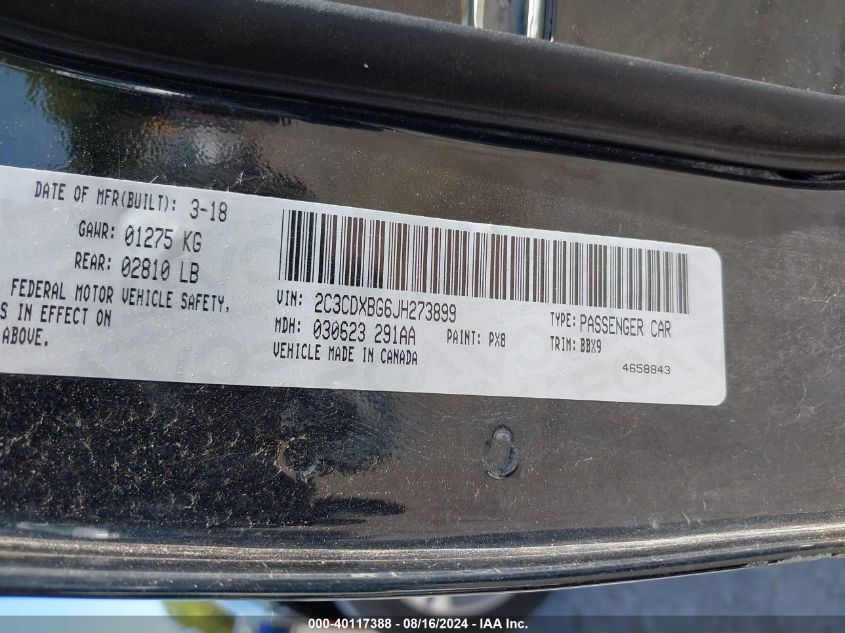 DATE OF MFR(BUILT): 3-18
GAWR: 01275 KG
REAR: 02810 LB
FEDERAL MOTOR VEHICLE SAFETY,
S IN EFFECT ON
ABOVE.
VIN: 2C3CDXBG6JH273899
MDH: 030623 291AA PAINT: PX8
VEHICLE MADE IN CANADA
TYPE: PASSENGER CAR
TRIM: BBX9
4658843
000-40117388 - 08/16/2024 - IAA Inc.